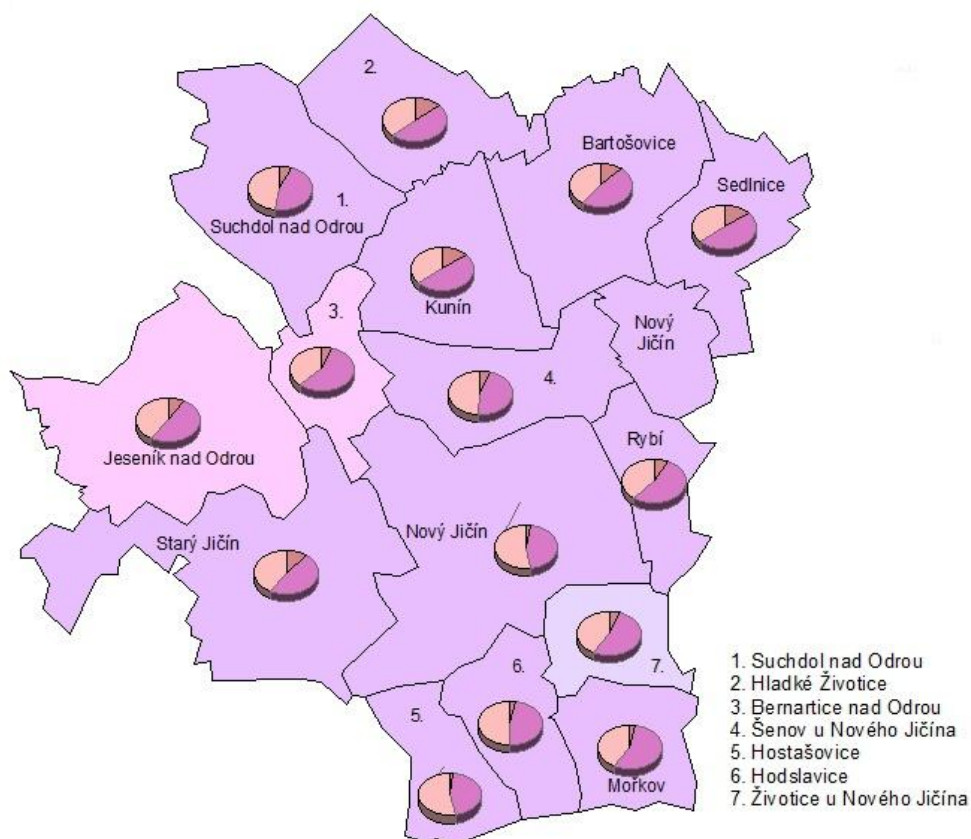 2.
Bartošovice
Sedlnice
1.
Suchdol nad Odrou
Kunín
3.
Nový
Jičín
4.
Rybí
Jeseník nad Odrou
Nový Jičín
Starý Jičín
6.
7.
5.
Mořkov
1. Suchdol nad Odrou
2. Hladké Životice
3. Bernartice nad Odrou
4. Šenov u Nového Jičína
5. Hostašovice
6. Hodslavice
7. Životice u Nového Jičína